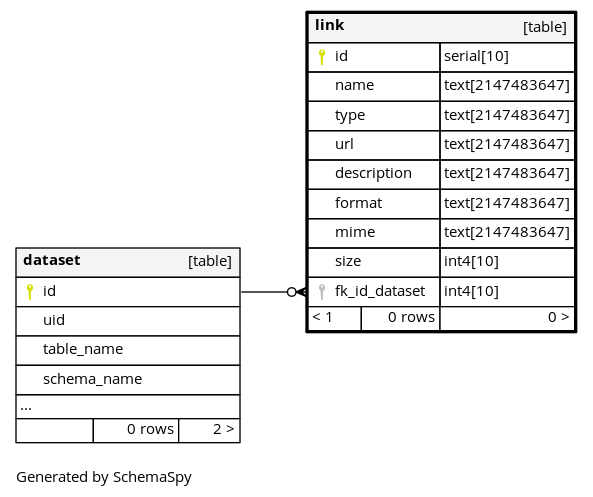 link [table]
id serial[10]
name text[2147483647]
type text[2147483647]
url text[2147483647]
description text[2147483647]
format text[2147483647]
mime text[2147483647]
size int4[10]
fk_id_dataset int4[10]
< 1 0 rows 0 >
dataset [table]
id
uid
table_name
schema_name
...
0 rows 2 >
Generated by SchemaSpy